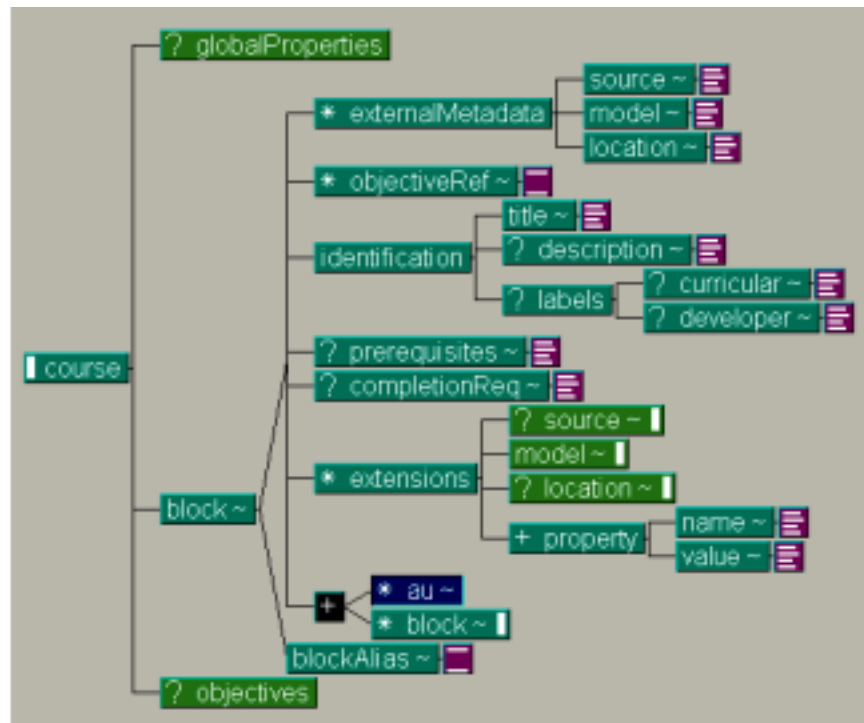 ? globalProperties
source ~
* externalMetadata
model ~
location ~
* objectiveRef ~
title ~
? description ~
identification
? curricular ~
? labels
? developer ~
? prerequisites ~
course
? completionReq ~
? source ~
model ~
* extensions
? location ~
block ~
name ~
+ property
value ~
* au ~
+
* block ~
blockAlias ~
? objectives